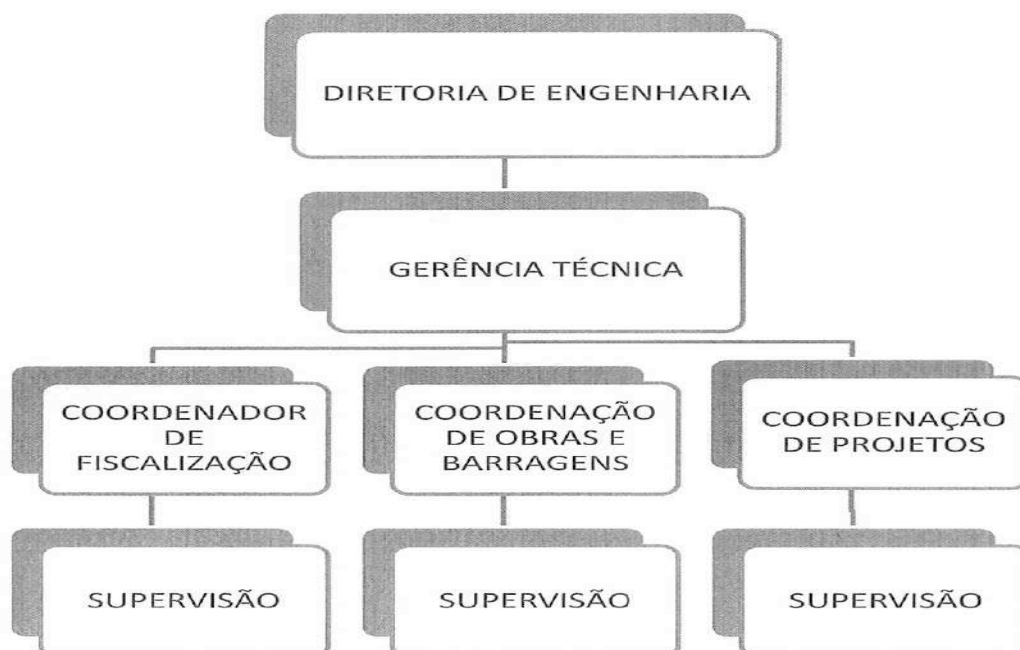 DIRETORIA DE ENGENHARIA
GERÊNCIA TÉCNICA
COORDENADOR
DE
FISCALIZAÇÃO
COORDENAÇÃO
DE OBRAS E
BARRAGENS
COORDENAÇÃO
DE PROJETOS
SUPERVISÃO
SUPERVISÃO
SUPERVISÃO